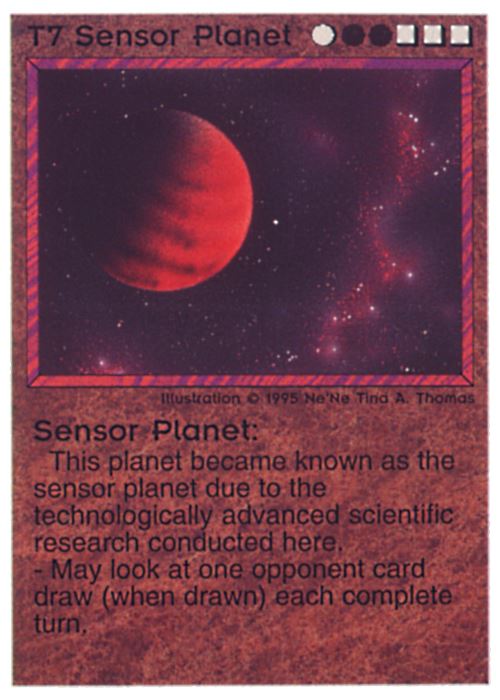 T7 Sensor Planet
Illustration © 1995 Ne'Ne Tina A. Thomas
Sensor Planet:
This planet became known as the
sensor planet due to the
technologically advanced scientific
research conducted here.
- May look at one opponent card
draw (when drawn) each complete
turn,